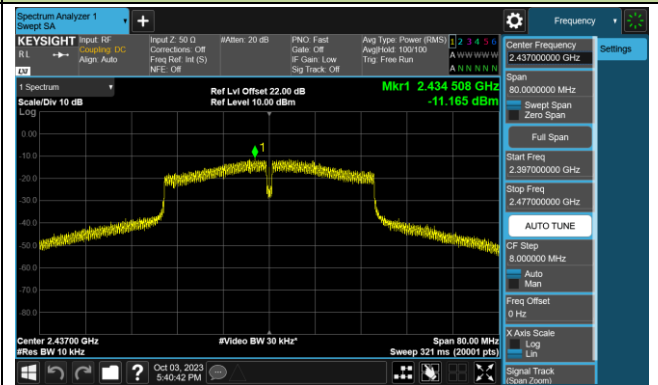 Spectrum Analyzer 1
Swept SA
Frequency
KEYSIGHT
RL
Input: RF
Coupling: DC
Align: Auto
Input Z: 50 Ω
Corrections: Off
Freq Ref: Int (S)
NFE: Off
#Atten: 20 dB
PNO: Fast
Gate: Off
IF Gain: Low
Sig Track: Off
Avg Type: Power (RMS)
Avg|Hold: 100/100
Trig: Free Run
1 2 3 4 5 6
A W W W W W
A N N N N N
LXI
1 Spectrum
Scale/Div 10 dB
Log
Ref Lvl Offset 22.00 dB
Ref Level 10.00 dBm
Mkr1 2.434 508 GHz
-11.165 dBm
1
0.00
-10.0
-20.0
-30.0
-40.0
-50.0
-60.0
-70.0
-80.0
Center 2.43700 GHz
#Res BW 10 kHz
#Video BW 30 kHz*
Span 80.00 MHz
Sweep 321 ms (20001 pts)
Oct 03, 2023
5:40:42 PM
?
Center Frequency
2.437000000 GHz
Settings
Span
80.0000000 MHz
Swept Span
Zero Span
Full Span
Start Freq
2.397000000 GHz
Stop Freq
2.477000000 GHz
AUTO TUNE
CF Step
8.000000 MHz
Auto
Man
Freq Offset
0 Hz
X Axis Scale
Log
Lin
Signal Track
(Span Zoom)